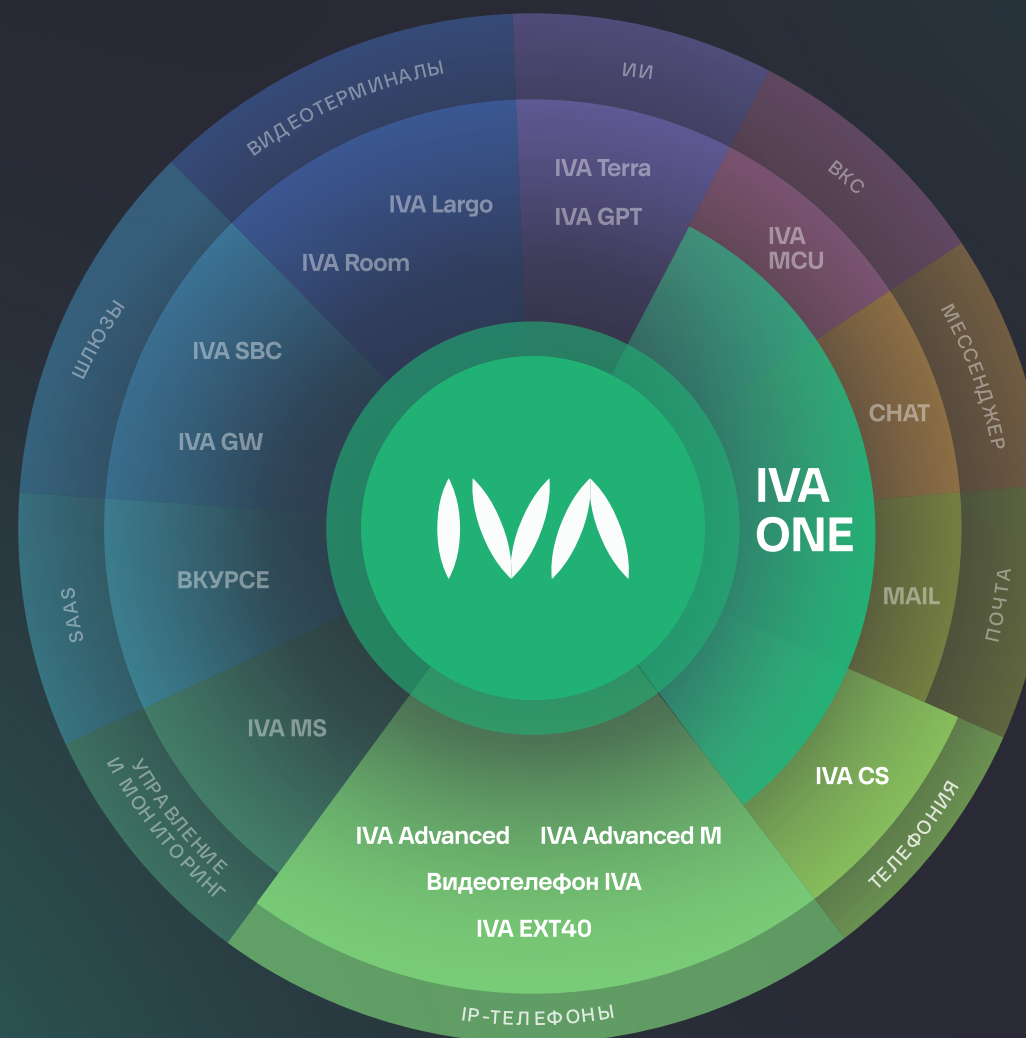 ВИДЕОТЕРМИНАЛЫ
ИИ
ВКС
МЕССЕНДЖЕР
ПОЧТА
ТЕЛЕФОНИЯ
IP-ТЕЛЕФОНЫ
УПРАВЛЕНИЕ
И МОНИТОРИНГ
SAAS
ШЛЮЗЫ
IVA Largo
IVA Room
IVA Terra
IVA GPT
IVA
MCU
CHAT
MAIL
IVA CS
IVA
ONE
IVA
IVA SBC
IVA GW
ВКУРСЕ
IVA MS
IVA Advanced
IVA Advanced M
Видеотелефон IVA
IVA EXT40